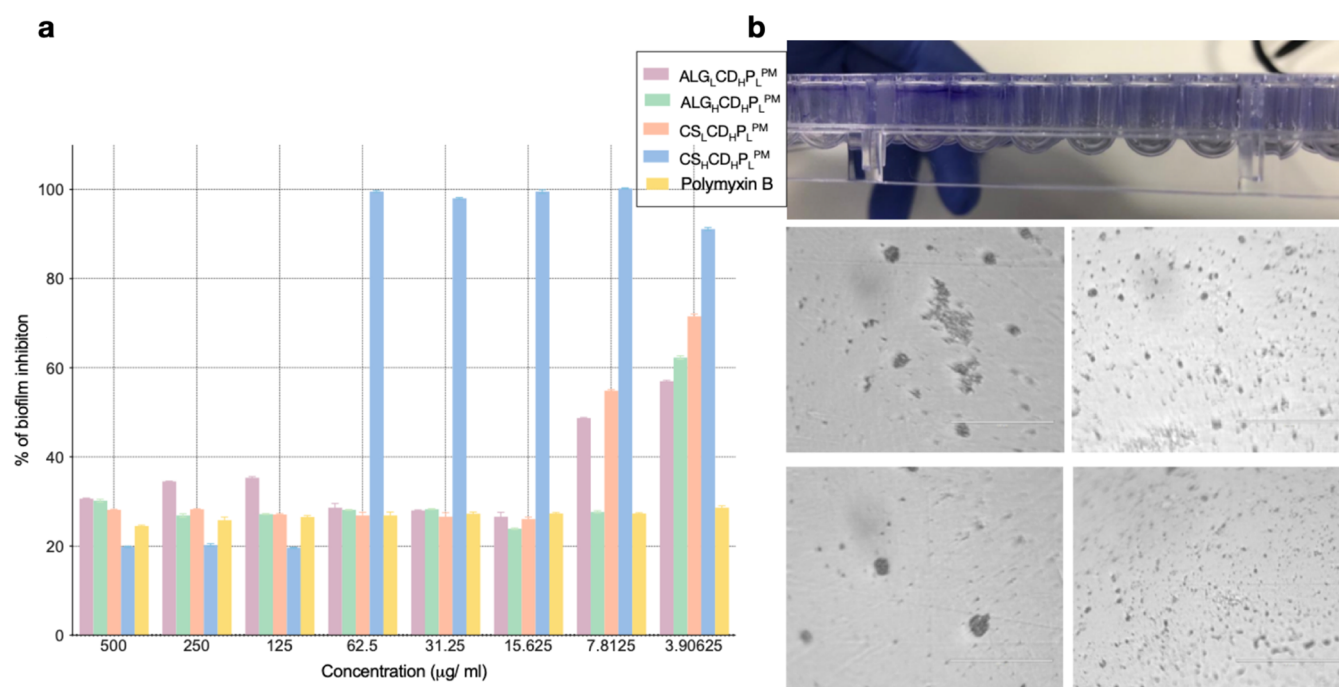 a
b
ALG_LCD_HP_L^PM
ALG_HCD_HP_L^PM
CS_LCD_HP_L^PM
CS_HCD_HP_L^PM
Polymyxin B
% of biofilm inhibiton
100
80
60
40
20
0
500 250 125 62.5 31.25 15.625 7.8125 3.90625
Concentration (μg/ ml)